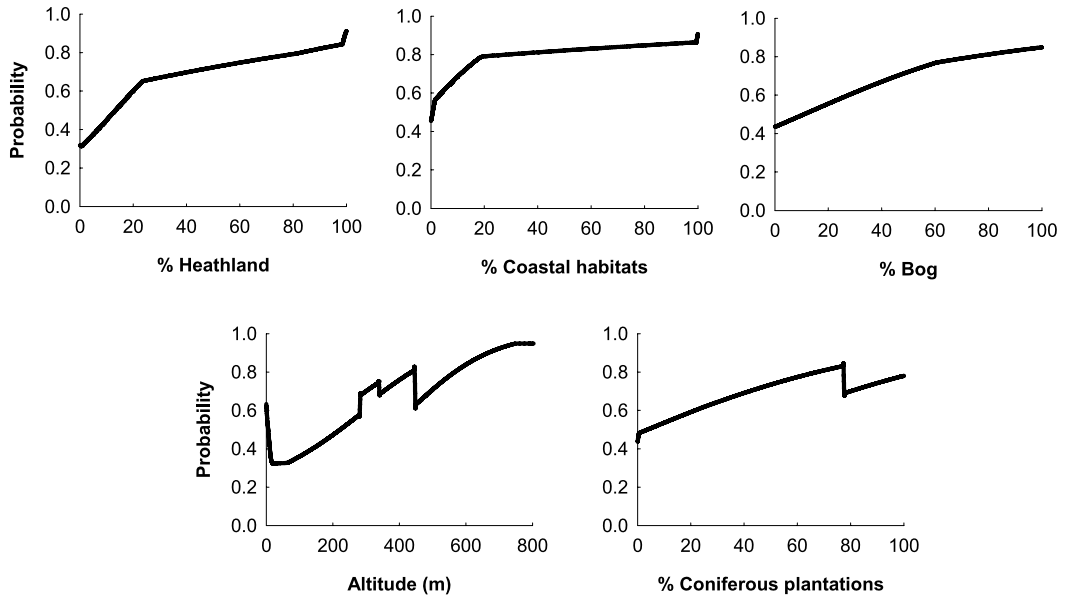 1.0
0.8
0.6
0.4
0.2
0.0
Probability
0 20 40 60 80 100
% Heathland
1.0
0.8
0.6
0.4
0.2
0.0
0 20 40 60 80 100
% Coastal habitats
1.0
0.8
0.6
0.4
0.2
0.0
0 20 40 60 80 100
% Bog
1.0
0.8
0.6
0.4
0.2
0.0
Probability
0 200 400 600 800
Altitude (m)
1.0
0.8
0.6
0.4
0.2
0.0
0 20 40 60 80 100
% Coniferous plantations